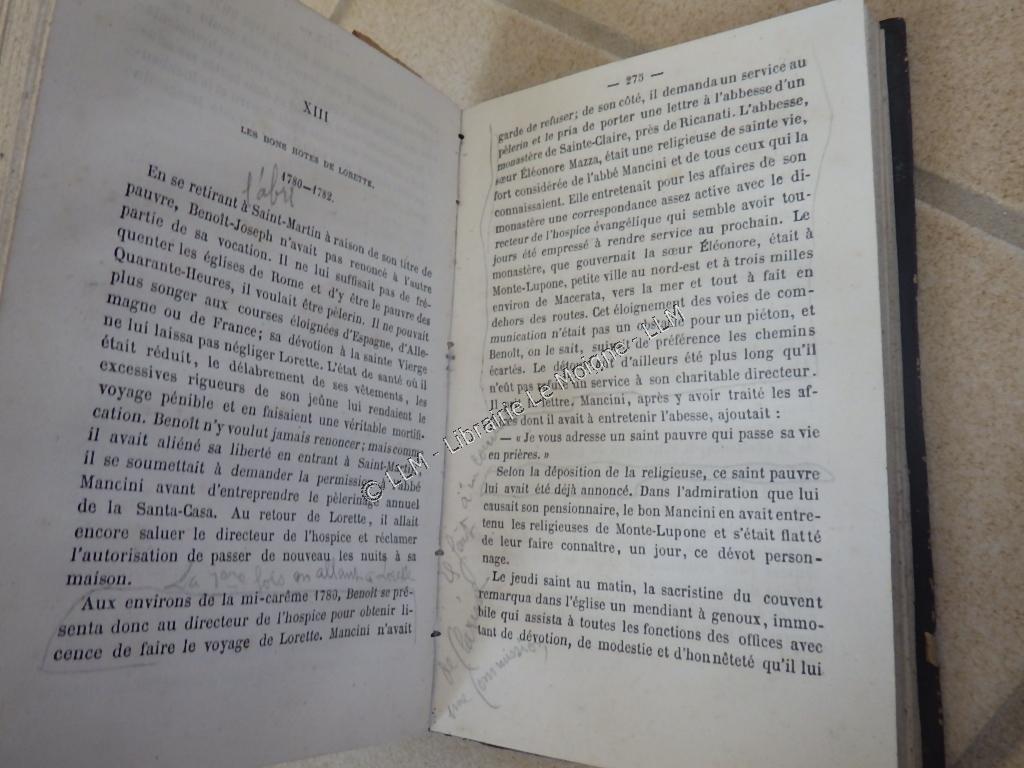 XIII
LES BONS HOTES DE LORETTE.
1780—1782.
l'abri
En se retirant à Saint-Martin à raison de son titre de
pauvre, Benoît-Joseph n'avait pas renoncé à l'autre
partie de sa vocation. Il ne lui suffisait pas de fré-
quenter les églises de Rome et d'y être le pauvre des
Quarante-Heures, il voulait être pèlerin. Il ne pouvait
plus songer aux courses éloignées d'Espagne, d'Alle-
magne ou de France; sa dévotion à la sainte Vierge
ne lui laissa pas négliger Lorette. L'état de santé où il
était réduit, le délabrement de ses vêtements, les
excessives rigueurs de son jeûne lui rendaient le
voyage pénible et en faisaient une véritable mortifi-
cation. Benoît n'y voulut jamais renoncer; mais comme
il avait aliéné sa liberté en entrant à Saint-Martin,
il se soumettait à demander la permission à l'abbé
Mancini avant d'entreprendre le pèlerinage annuel
de la Santa-Casa. Au retour de Lorette, il allait
encore saluer le directeur de l'hospice et réclamer
l'autorisation de passer de nouveau les nuits à sa
maison.
fois en allant à Lorette
Aux environs de la mi-carême 1780, Benoît se pré-
senta donc au directeur de l'hospice pour obtenir li-
cence de faire le voyage de Lorette. Mancini n'avait
— 275 —
garde de refuser; de son côté, il demanda un service au
pèlerin et le pria de porter une lettre à l'abbesse d'un
monastère de Sainte-Claire, près de Ricanati. L'abbesse,
sœur Éléonore Mazza, était une religieuse de sainte vie,
fort considérée de l'abbé Mancini et de tous ceux qui la
connaissaient. Elle entretenait pour les affaires de son
monastère une correspondance assez active avec le di-
recteur de l'hospice évangélique qui semble avoir tou-
jours été empressé à rendre service au prochain. Le
monastère, que gouvernait la sœur Éléonore, était à
Monte-Lupone, petite ville au nord-est et à trois milles
environ de Macerata, vers la mer et tout à fait en
dehors des routes. Cet éloignement des voies de com-
munication n'était pas un obstacle pour un piéton, et
Benoît, on le sait, suivait de préférence les chemins
écartés. Le détour eût d'ailleurs été plus long qu'il
n'eût pas refusé un service à son charitable directeur.
Il prit la lettre. Mancini, après y avoir traité les af-
faires dont il avait à entretenir l'abesse, ajoutait :
— « Je vous adresse un saint pauvre qui passe sa vie
en prières. »
Selon la déposition de la religieuse, ce saint pauvre
lui avait été déjà annoncé. Dans l'admiration que lui
causait son pensionnaire, le bon Mancini en avait entre-
tenu les religieuses de Monte-Lupone et s'était flatté
de leur faire connaître, un jour, ce dévot person-
nage.
Le jeudi saint au matin, la sacristine du couvent
remarqua dans l'église un mendiant à genoux, immo-
bile qui assista à toutes les fonctions des offices avec
tant de dévotion, de modestie et d'honnêteté qu'il lui
une commission
© LLM - Librairie Le Moigne - LLM